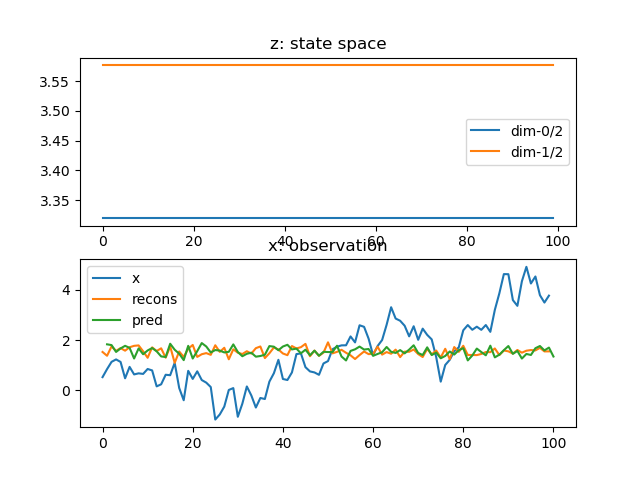 z: state space
3.55
3.50
3.45
3.40
3.35
dim-0/2
dim-1/2
0 20 40 60 80 100
x: observation
4
2
0
x
recons
pred
0 20 40 60 80 100